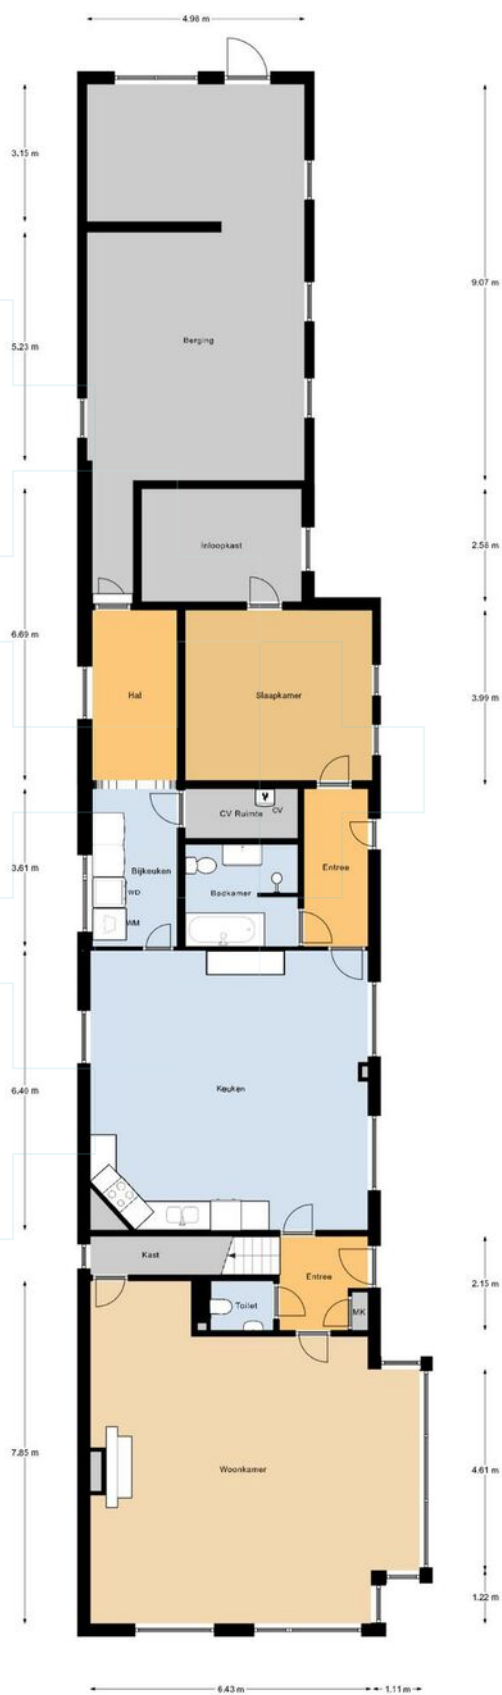 4.98 m
3.15 m
9.07 m
5.23 m
Berging
Inloopkast
2.58 m
6.69 m
Hal
Slaapkamer
3.99 m
CV Ruimte
CV
3.61 m
Bijkeuken
Entree
WD
Badkamer
WM
6.40 m
Keuken
Kast
Entree
2.15 m
Toilet
MK
7.85 m
Woonkamer
4.61 m
1.22 m
6.43 m
1.11 m